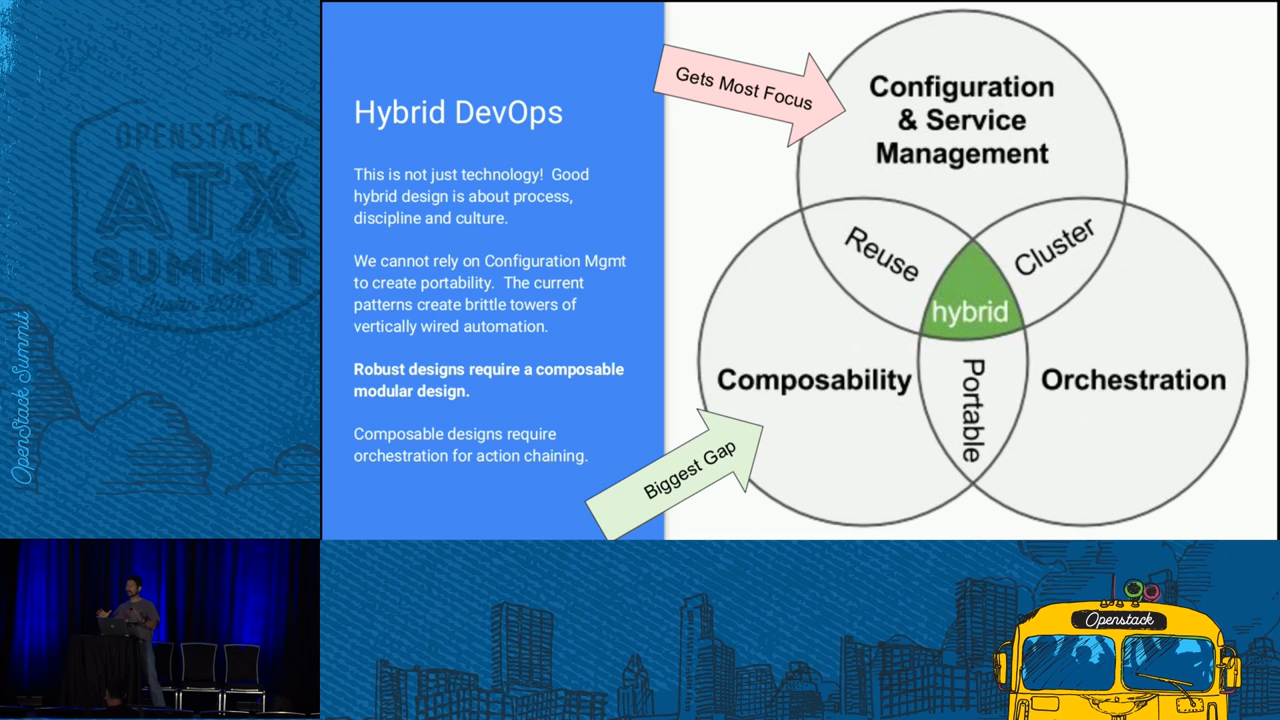 OPENSTACK
ATX
SUMMIT
Austin 2016
OpenStack Summit
Hybrid DevOps
This is not just technology!  Good
hybrid design is about process,
discipline and culture.
We cannot rely on Configuration Mgmt
to create portability.  The current
patterns create brittle towers of
vertically wired automation.
Robust designs require a composable
modular design.
Composable designs require
orchestration for action chaining.
Gets Most Focus
Configuration
& Service
Management
Reuse
Cluster
hybrid
Composability
Portable
Orchestration
Biggest Gap
Openstack